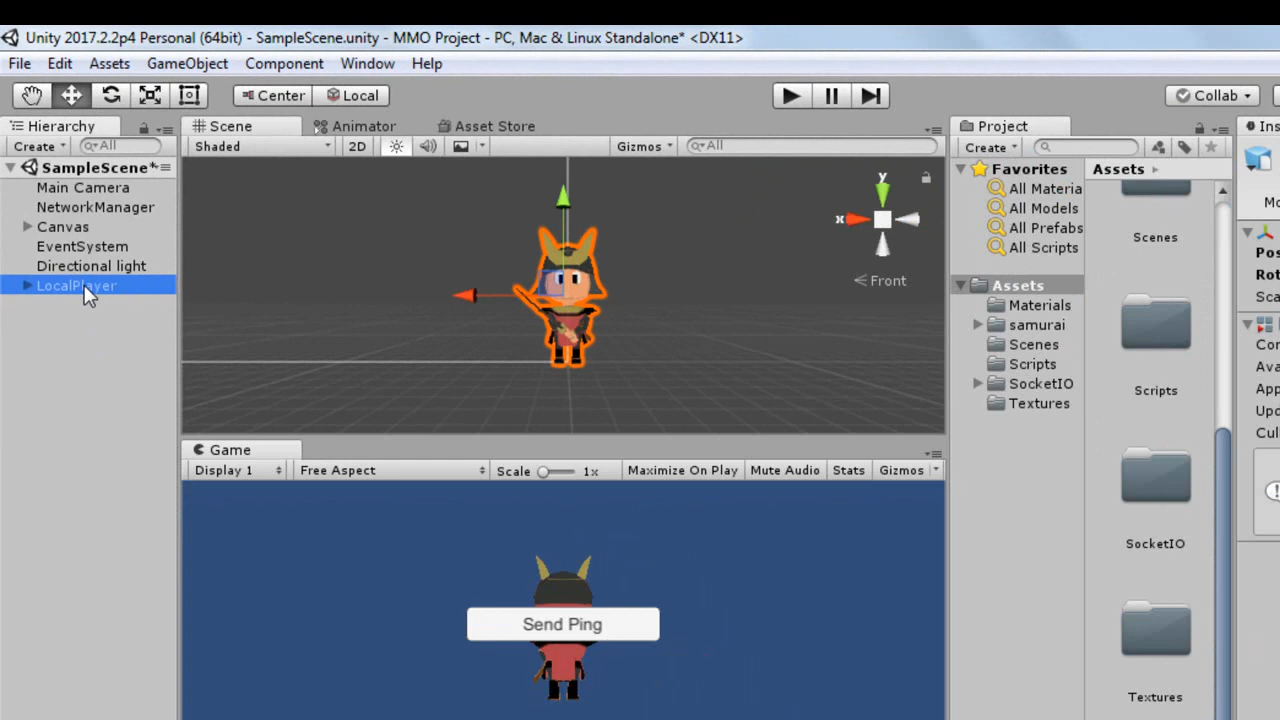 Unity 2017.2.2p4 Personal (64bit) - SampleScene.unity - MMO Project - PC, Mac & Linux Standalone* <DX11>
File Edit Assets GameObject Component Window Help
Center Local Collab
Hierarchy
Create All
SampleScene*
Main Camera
NetworkManager
Canvas
EventSystem
Directional light
LocalPlayer
Scene Animator Asset Store
Shaded 2D Gizmos All
y
x
Front
Game
Display 1 Free Aspect Scale 1x Maximize On Play Mute Audio Stats Gizmos
Send Ping
Project
Create
Favorites
All Materia
All Models
All Prefabs
All Scripts
Assets
Materials
samurai
Scenes
Scripts
SocketIO
Textures
Assets
Scenes
Scripts
SocketIO
Textures
Ins
Mo
Pos
Rot
Sca
Cor
Ava
App
Upd
Cull